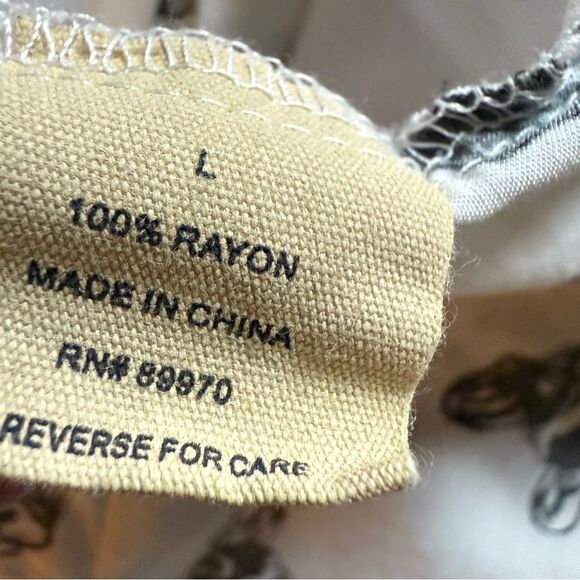 L
100% RAYON
MADE IN CHINA
RN# 89970
REVERSE FOR CARE